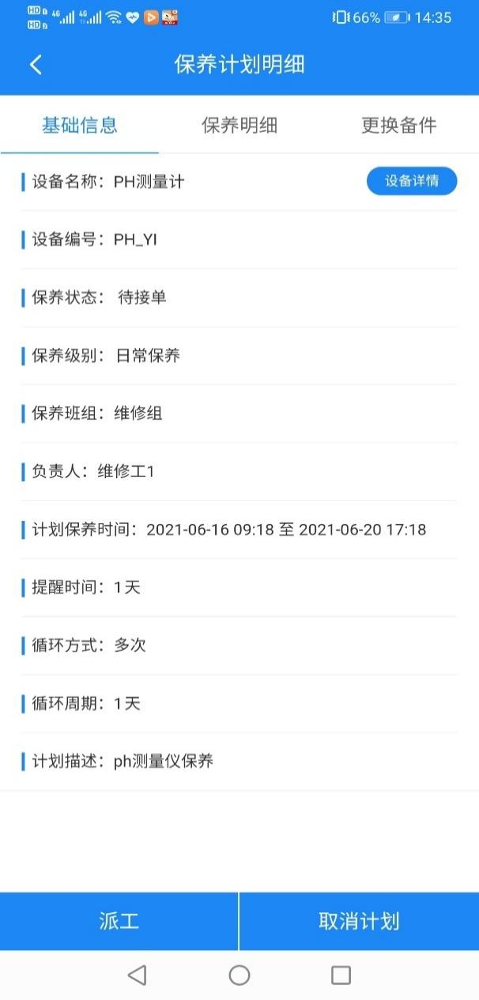 66% 14:35
保养计划明细
基础信息 保养明细 更换备件
设备名称：PH测量计 设备详情
设备编号：PH_YI
保养状态： 待接单
保养级别：日常保养
保养班组：维修组
负责人：维修工1
计划保养时间：2021-06-16 09:18 至 2021-06-20 17:18
提醒时间：1天
循环方式：多次
循环周期：1天
计划描述：ph测量仪保养
派工 取消计划